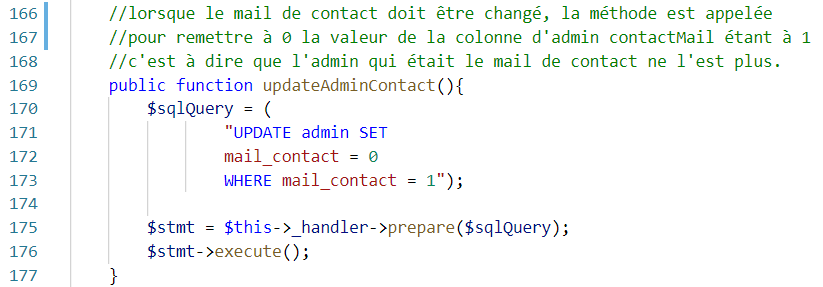 166 //lorsque le mail de contact doit être changé, la méthode est appelée
167 //pour remettre à 0 la valeur de la colonne d'admin contactMail étant à 1
168 //c'est à dire que l'admin qui était le mail de contact ne l'est plus.
169 public function updateAdminContact(){
170 $sqlQuery = (
171 "UPDATE admin SET
172 mail_contact = 0
173 WHERE mail_contact = 1");
174
175 $stmt = $this->_handler->prepare($sqlQuery);
176 $stmt->execute();
177 }